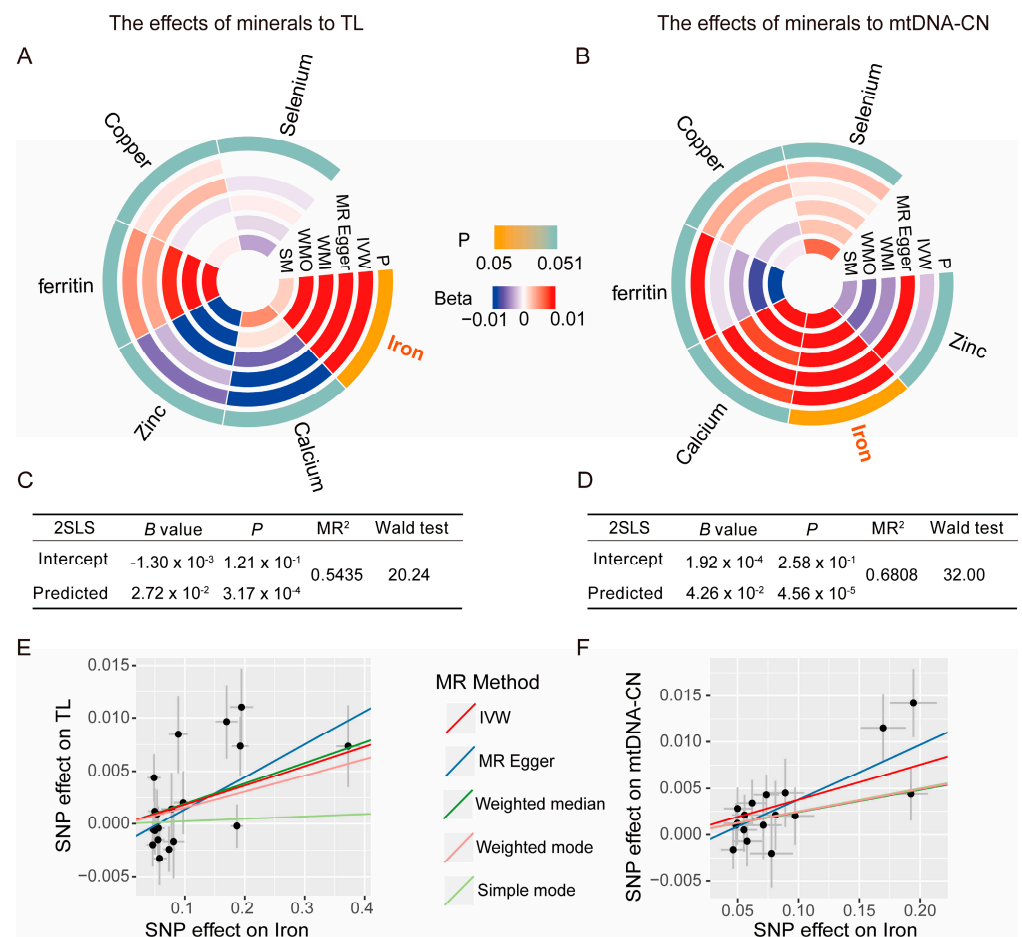 The effects of minerals to TL
The effects of minerals to mtDNA-CN
A
Selenium
Copper
ferritin
Zinc
Calcium
Iron
SM
WMO
WMI
MR Egger
IVW
P
P
0.05 0.051
Beta
−0.01 0 0.01
B
Selenium
Copper
ferritin
Calcium
Iron
Zinc
SM
WMO
WMI
MR Egger
IVW
P
C
2SLS B value P MR² Wald test
Intercept -1.30 x 10⁻³ 1.21 x 10⁻¹
0.5435 20.24
Predicted 2.72 x 10⁻² 3.17 x 10⁻⁴
D
2SLS B value P MR² Wald test
Intercept 1.92 x 10⁻⁴ 2.58 x 10⁻¹
0.6808 32.00
Predicted 4.26 x 10⁻² 4.56 x 10⁻⁵
E
SNP effect on TL
0.015
0.010
0.005
0.000
−0.005
0.1 0.2 0.3 0.4
SNP effect on Iron
MR Method
IVW
MR Egger
Weighted median
Weighted mode
Simple mode
F
SNP effect on mtDNA-CN
0.015
0.010
0.005
0.000
−0.005
0.05 0.10 0.15 0.20
SNP effect on Iron